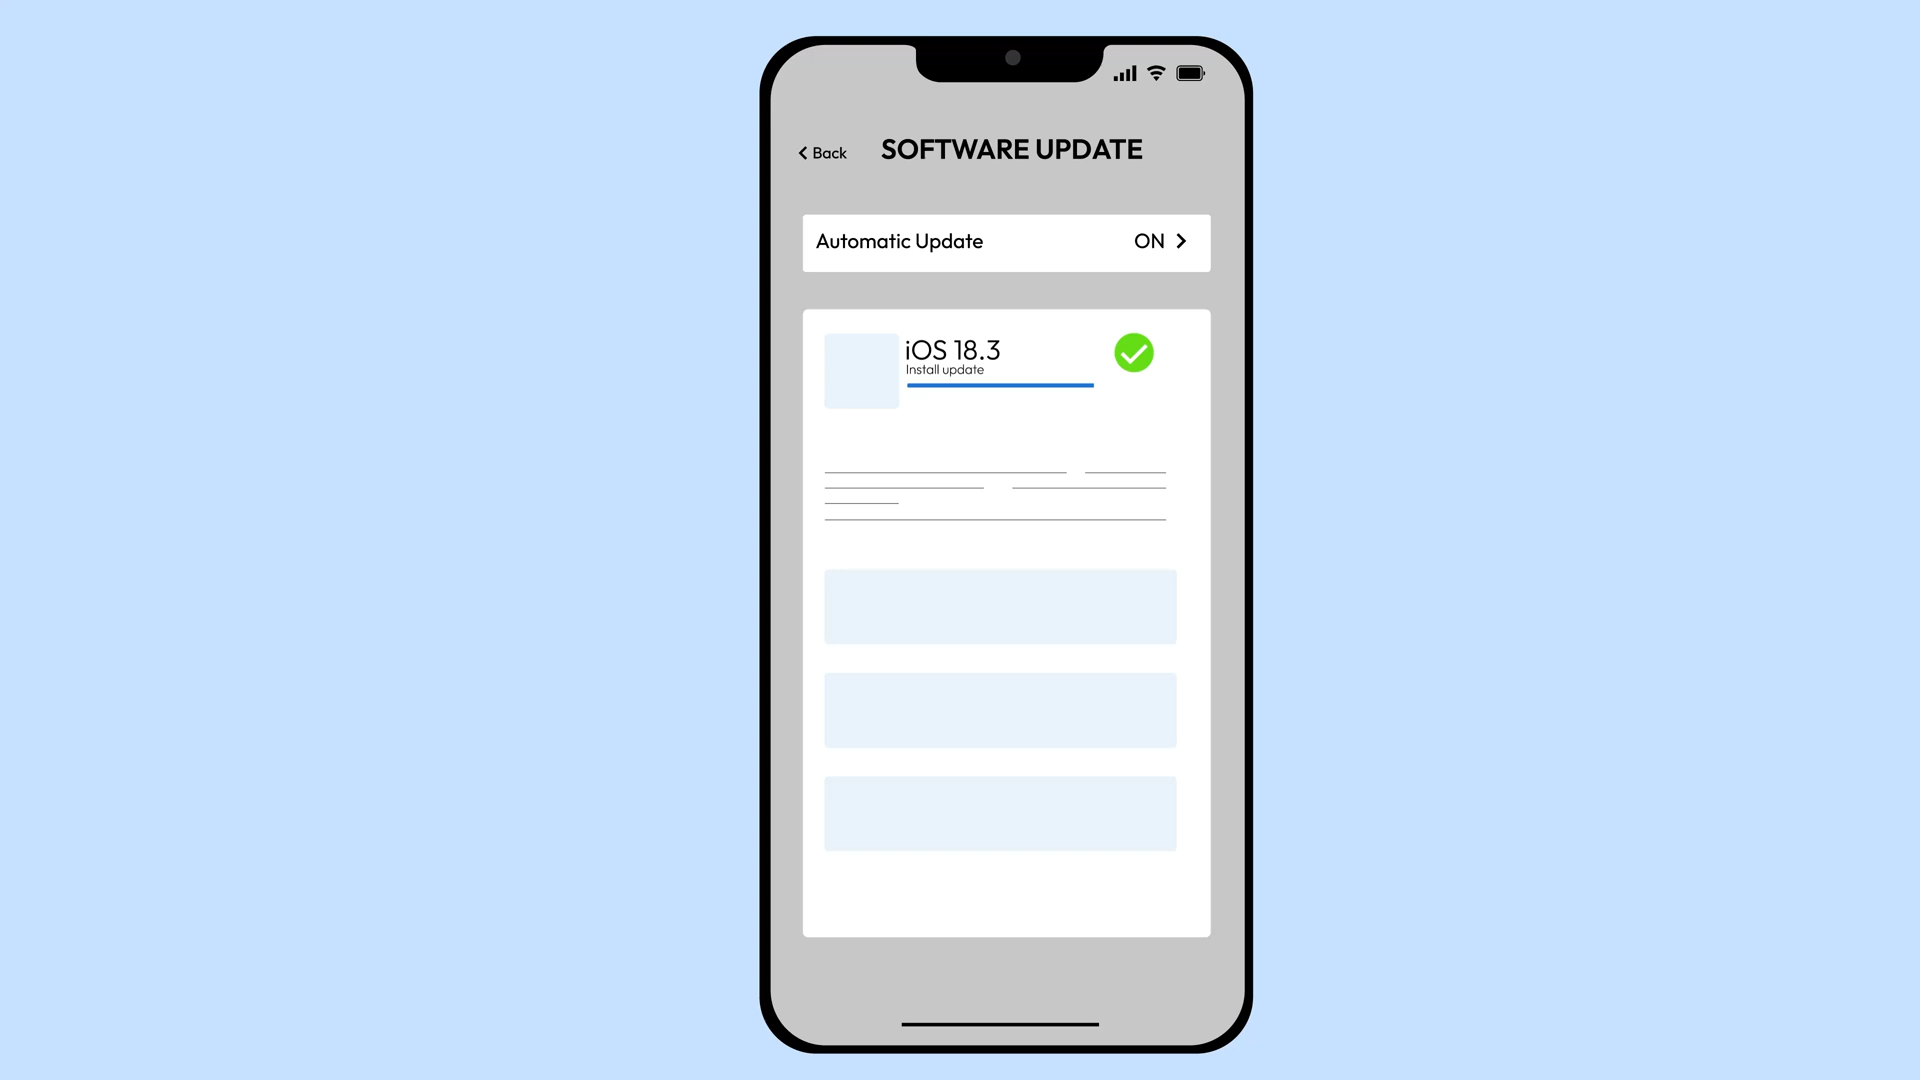 Back
SOFTWARE UPDATE
Automatic Update ON
iOS 18.3
Install update